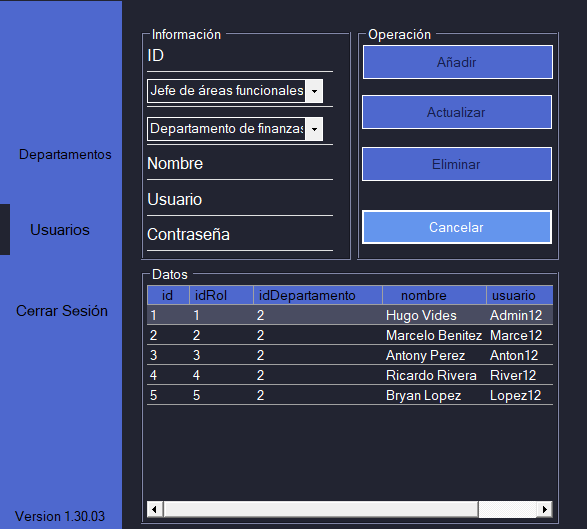 Departamentos
Usuarios
Cerrar Sesión
Version 1.30.03
Información
ID
Jefe de áreas funcionales
Departamento de finanzas
Nombre
Usuario
Contraseña
Operación
Añadir
Actualizar
Eliminar
Cancelar
Datos
id idRol idDepartamento nombre usuario
1 1 2 Hugo Vides Admin12
2 2 2 Marcelo Benitez Marce12
3 3 2 Antony Perez Anton12
4 4 2 Ricardo Rivera River12
5 5 2 Bryan Lopez Lopez12